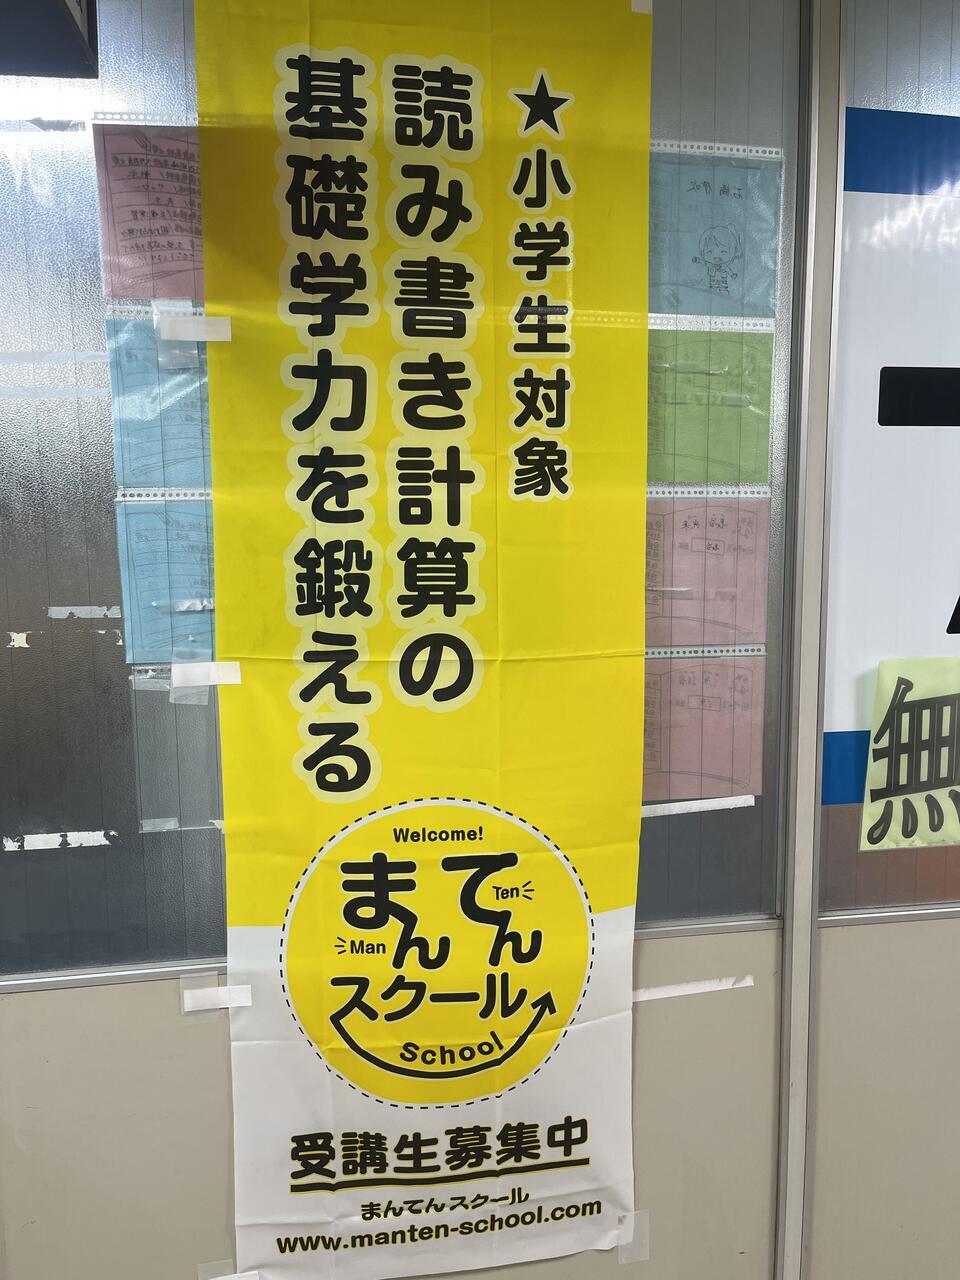 ★小学生対象
読み書き計算の
基礎学力を鍛える
Welcome!
まんてん
Man
Ten
スクール
School
受講生募集中
まんてんスクール
www.manten-school.com
無